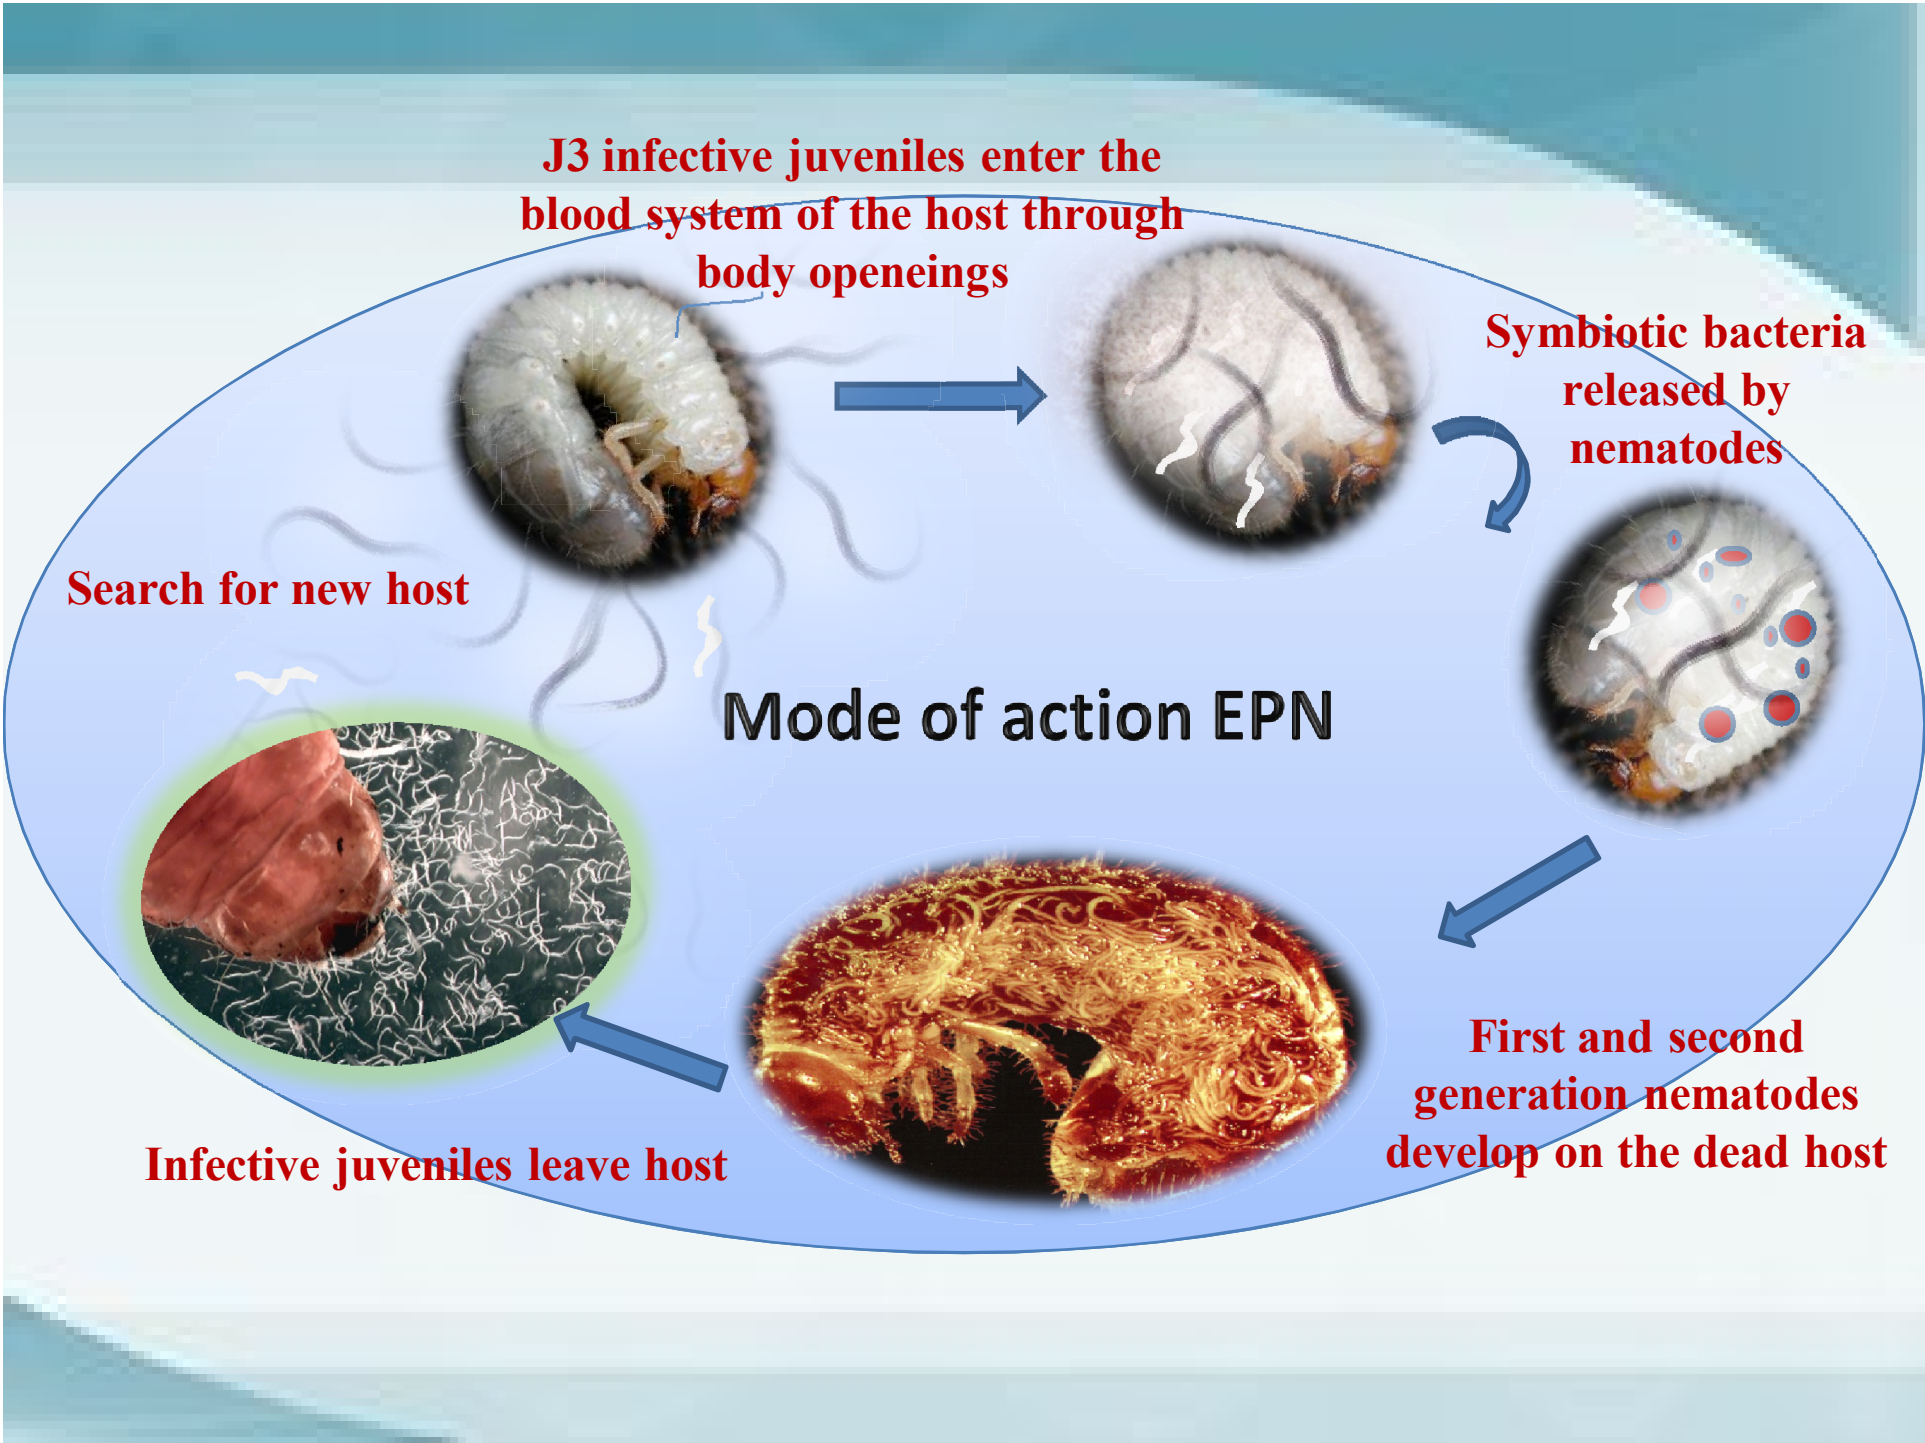 J3 infective juveniles enter the
blood system of the host through
body openeings
Symbiotic bacteria
released by
nematodes
Search for new host
Mode of action EPN
First and second
generation nematodes
develop on the dead host
Infective juveniles leave host